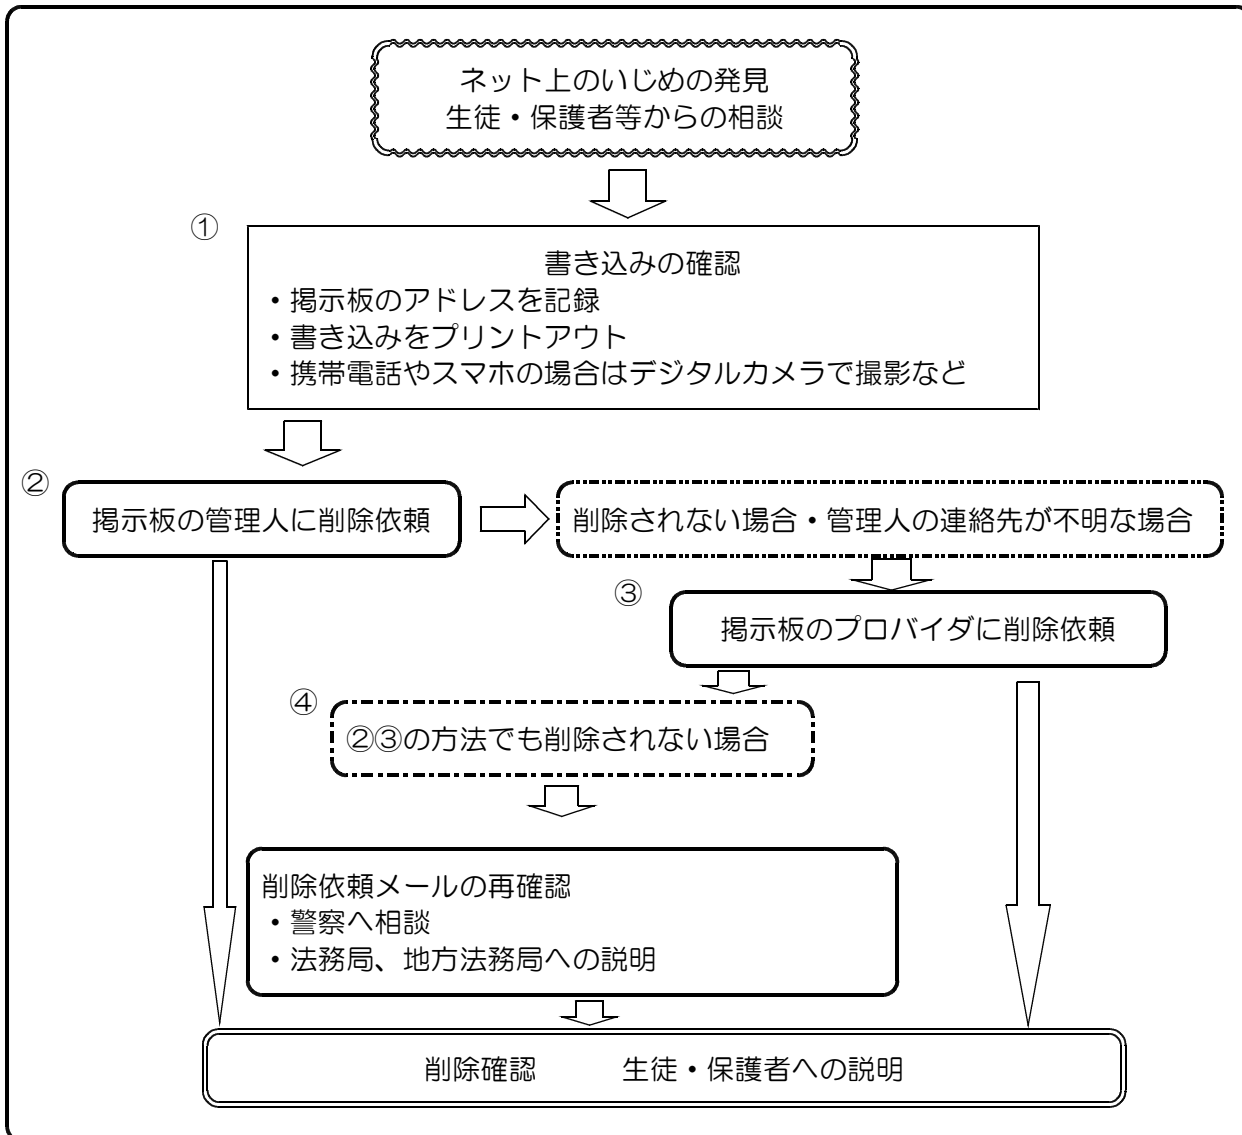 ネット上のいじめの発見
生徒・保護者等からの相談
①
書き込みの確認
・掲示板のアドレスを記録
・書き込みをプリントアウト
・携帯電話やスマホの場合はデジタルカメラで撮影など
②
掲示板の管理人に削除依頼
削除されない場合・管理人の連絡先が不明な場合
③
掲示板のプロバイダに削除依頼
④
②③の方法でも削除されない場合
削除依頼メールの再確認
・警察へ相談
・法務局、地方法務局への説明
削除確認　　生徒・保護者への説明